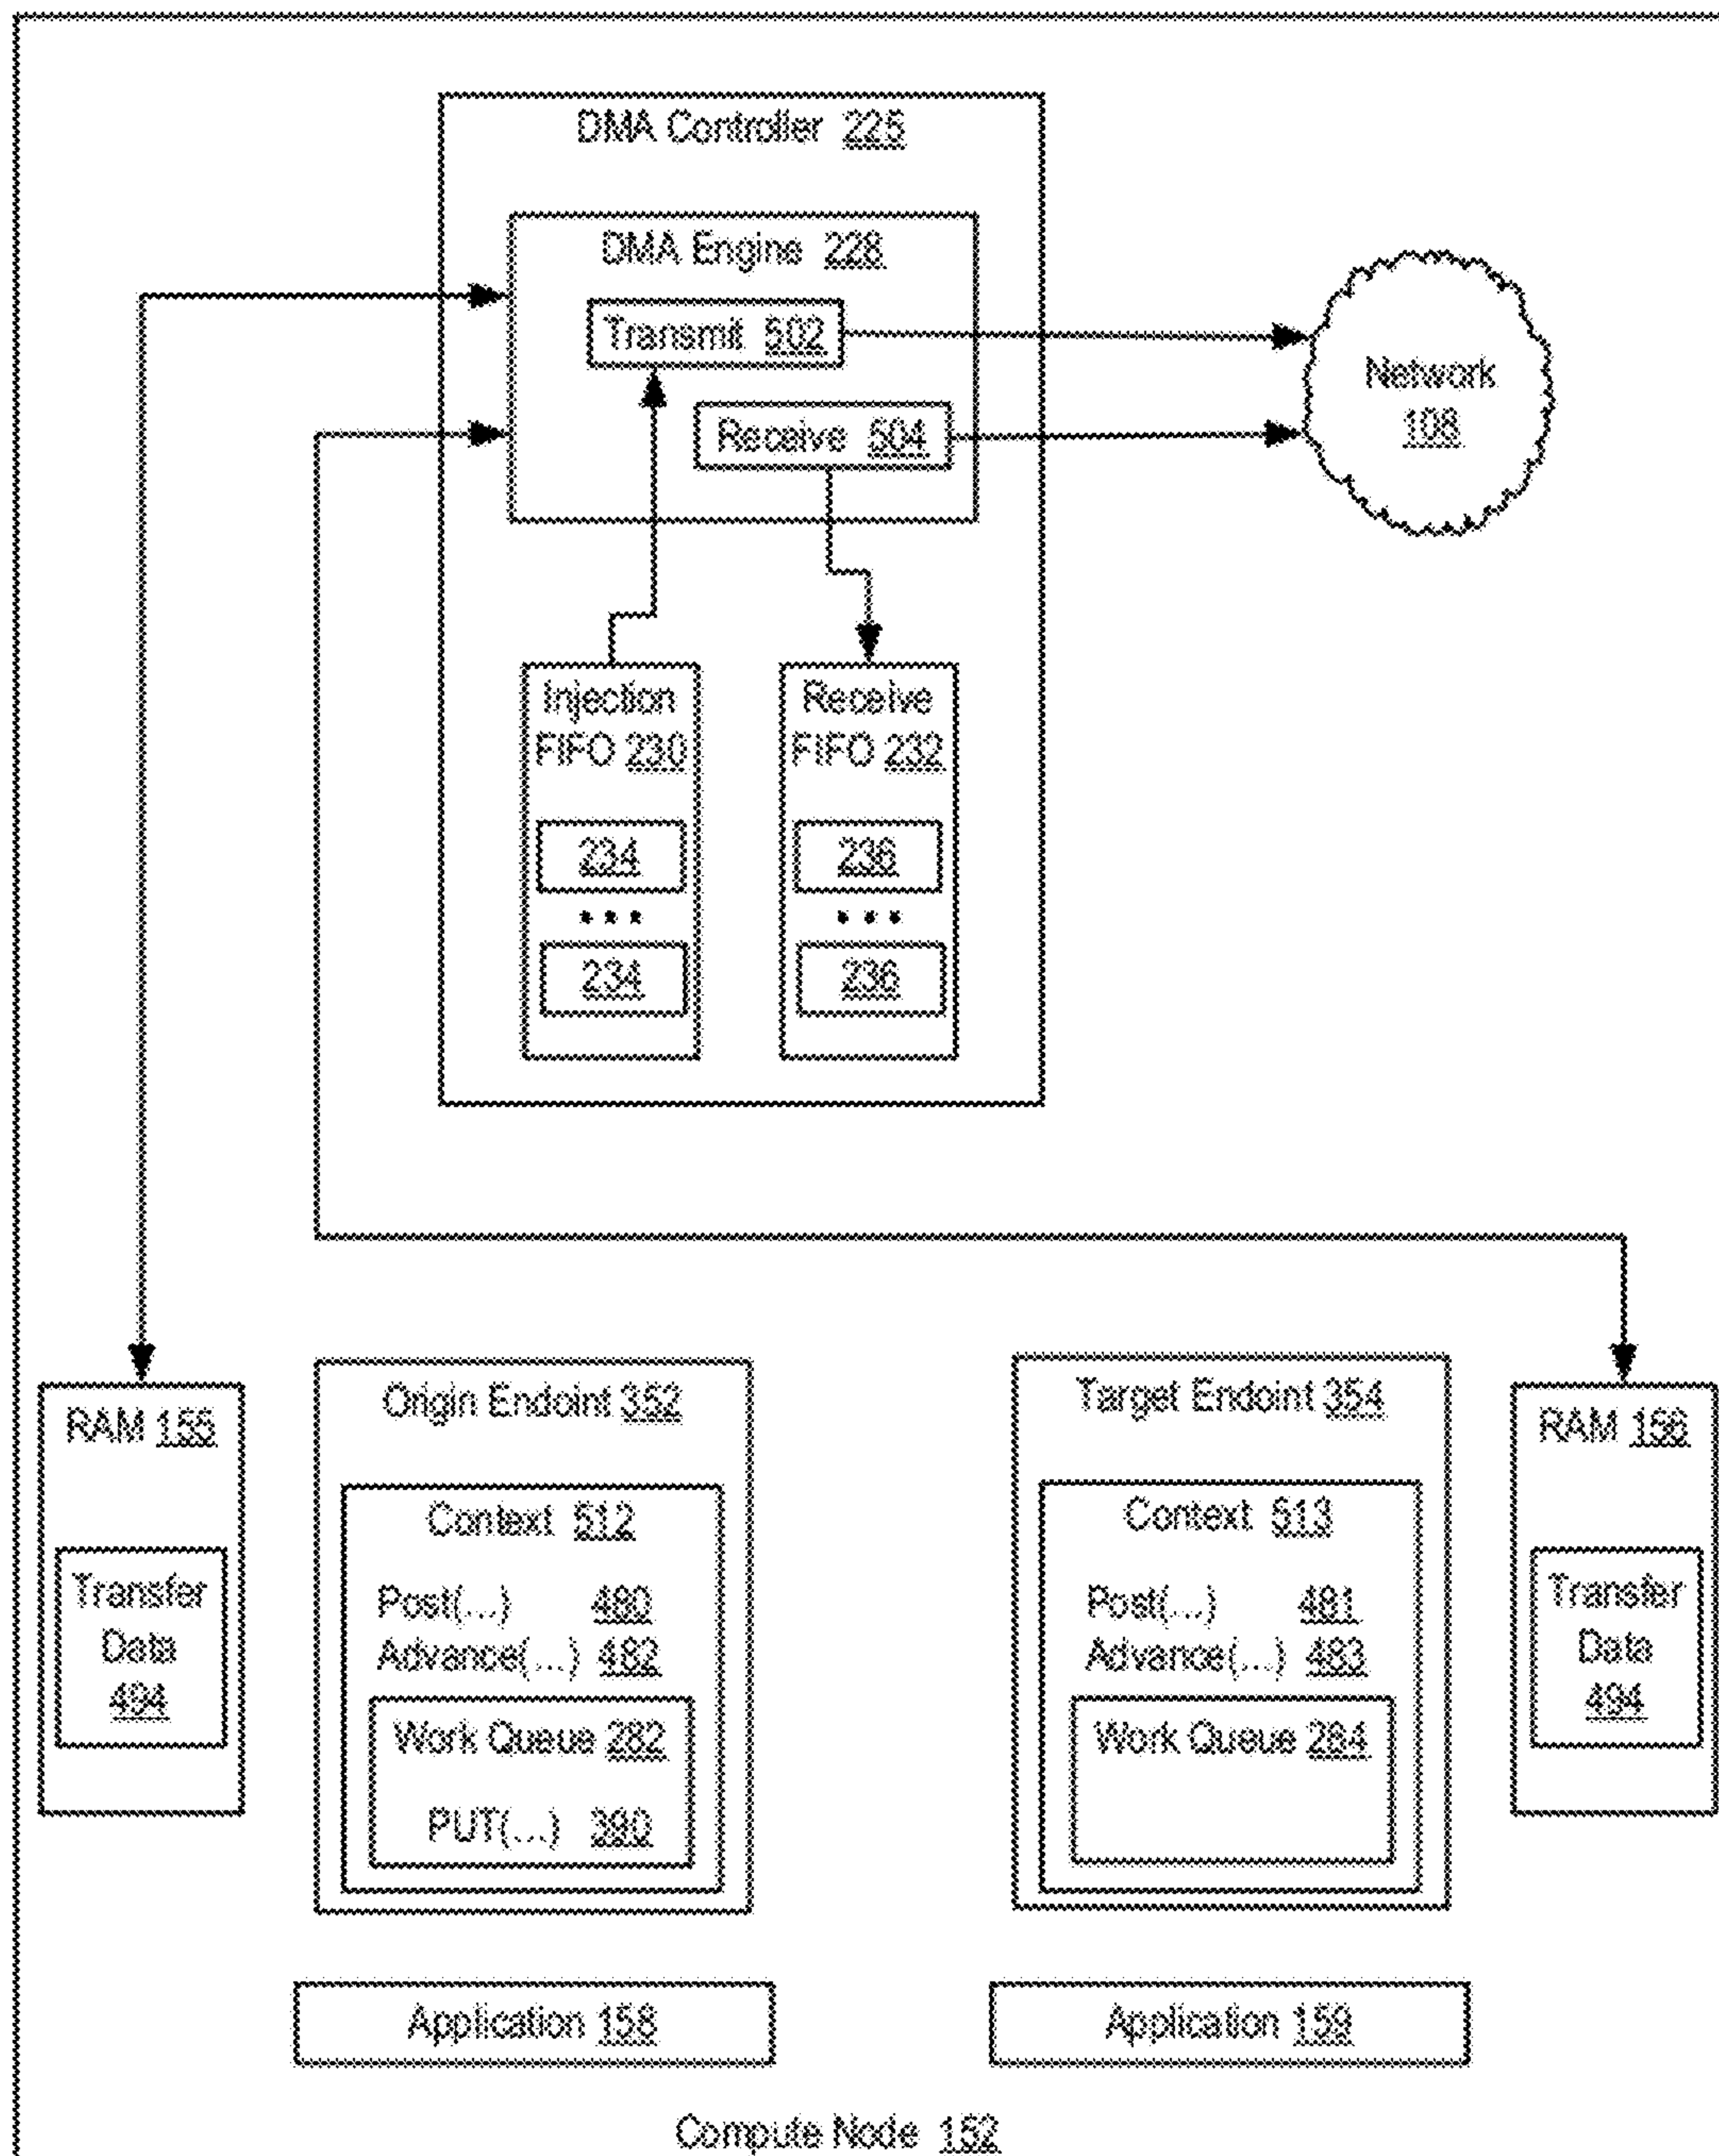 DMA Controller 225
DMA Engine 228
Transmit 502
Receive 504
Network
108
Injection
FIFO 230
234
• • •
234
Receive
FIFO 232
236
• • •
236
RAM 155
Transfer
Data
494
Origin Endoint 352
Context 512
Post(...) 480
Advance(...) 482
Work Queue 282
PUT(...) 390
Target Endoint 354
Context 513
Post(...) 481
Advance(...) 483
Work Queue 284
RAM 156
Transfer
Data
494
Application 158
Application 159
Compute Node 152